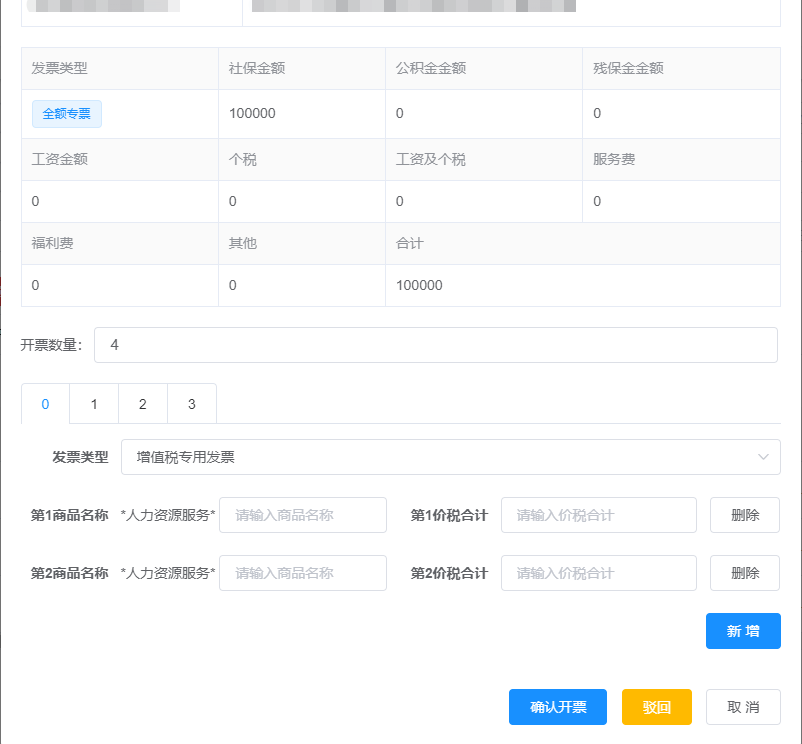 发票类型 社保金额 公积金金额 残保金金额
全额专票 100000 0 0
工资金额 个税 工资及个税 服务费
0 0 0 0
福利费 其他 合计
0 0 100000
开票数量： 4
0 1 2 3
发票类型 增值税专用发票
第1商品名称 *人力资源服务* 请输入商品名称 第1价税合计 请输入价税合计 删除
第2商品名称 *人力资源服务* 请输入商品名称 第2价税合计 请输入价税合计 删除
新 增
确认开票 驳回 取 消